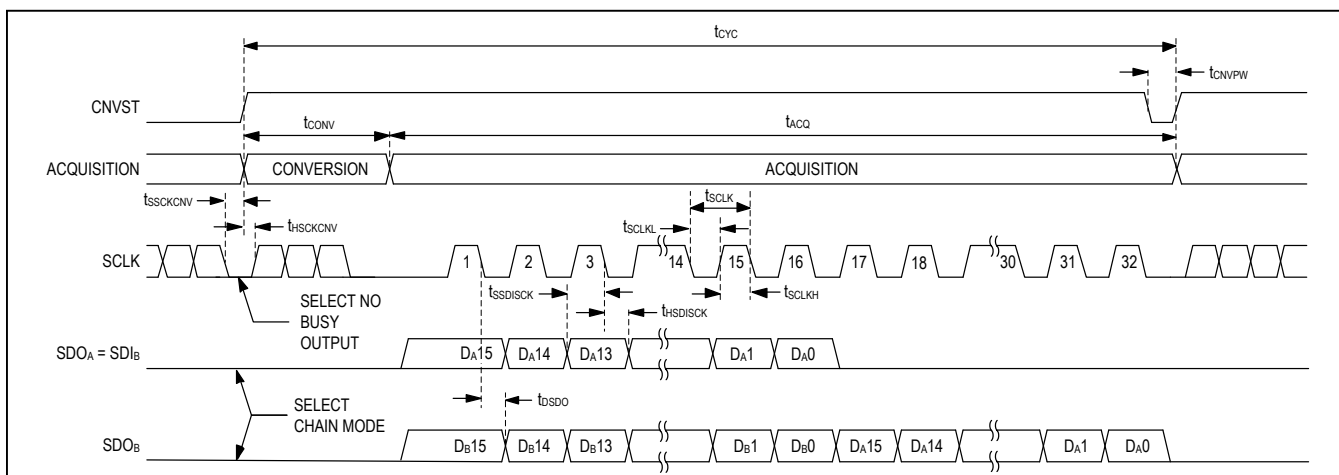 tCYC
tCNVPW
CNVST
tCONV
tACQ
ACQUISITION
CONVERSION
ACQUISITION
tSSCKCNV
tHSCKCNV
tSCLK
tSCLKL
SCLK
1 2 3 14 15 16 17 18 30 31 32
tSSDISCK
tHSDISCK
tSCLKH
SELECT NO
BUSY
OUTPUT
SDOA = SDIB
DA15 DA14 DA13 DA1 DA0
tDSDO
SELECT
CHAIN MODE
SDOB
DB15 DB14 DB13 DB1 DB0 DA15 DA14 DA1 DA0